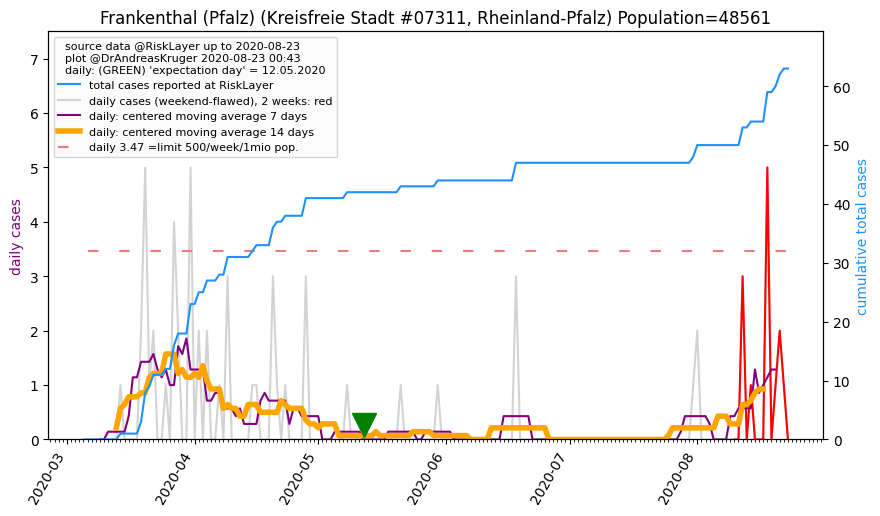 Frankenthal (Pfalz) (Kreisfreie Stadt #07311, Rheinland-Pfalz) Population=48561
source data @RiskLayer up to 2020-08-23
plot @DrAndreasKruger 2020-08-23 00:43
daily: (GREEN) 'expectation day' = 12.05.2020
total cases reported at RiskLayer
daily cases (weekend-flawed), 2 weeks: red
daily: centered moving average 7 days
daily: centered moving average 14 days
daily 3.47 =limit 500/week/1mio pop.
daily cases
7
6
5
4
3
2
1
0
cumulative total cases
60
50
40
30
20
10
0
2020-03
2020-04
2020-05
2020-06
2020-07
2020-08